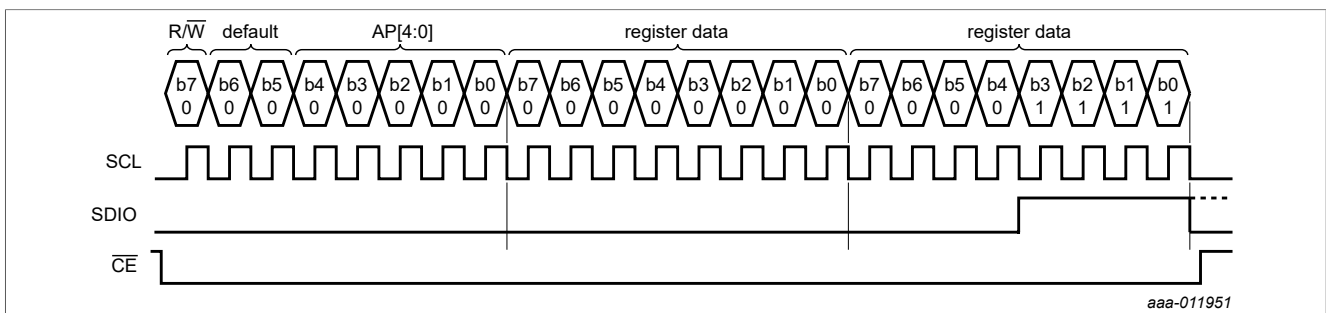 R/W default AP[4:0] register data register data
b7 b6 b5 b4 b3 b2 b1 b0 b7 b6 b5 b4 b3 b2 b1 b0 b7 b6 b5 b4 b3 b2 b1 b0
0 0 0 0 0 0 0 0 0 0 0 0 0 0 0 0 0 0 0 0 1 1 1 1
SCL
SDIO
CE
aaa-011951